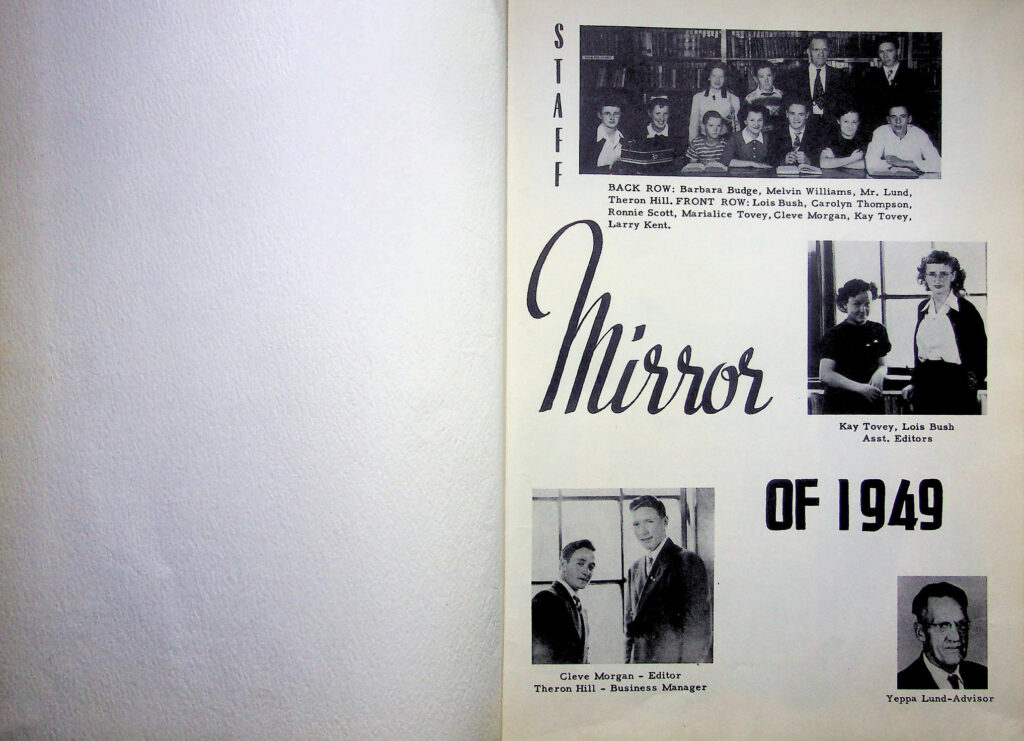 STAFF
BACK ROW: Barbara Budge, Melvin Williams, Mr. Lund,
Theron Hill. FRONT ROW: Lois Bush, Carolyn Thompson,
Ronnie Scott, Marialice Tovey, Cleve Morgan, Kay Tovey,
Larry Kent.
Mirror
Kay Tovey, Lois Bush
Asst. Editors
OF 1949
Cleve Morgan - Editor
Theron Hill - Business Manager
Yeppa Lund-Advisor